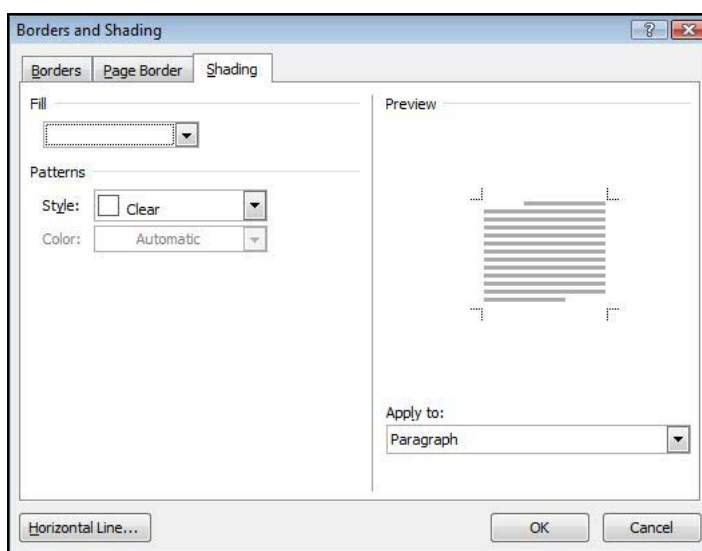 Borders and Shading
Borders Page Border Shading
Fill
Patterns
Style: Clear
Color: Automatic
Preview
Apply to:
Paragraph
Horizontal Line... OK Cancel